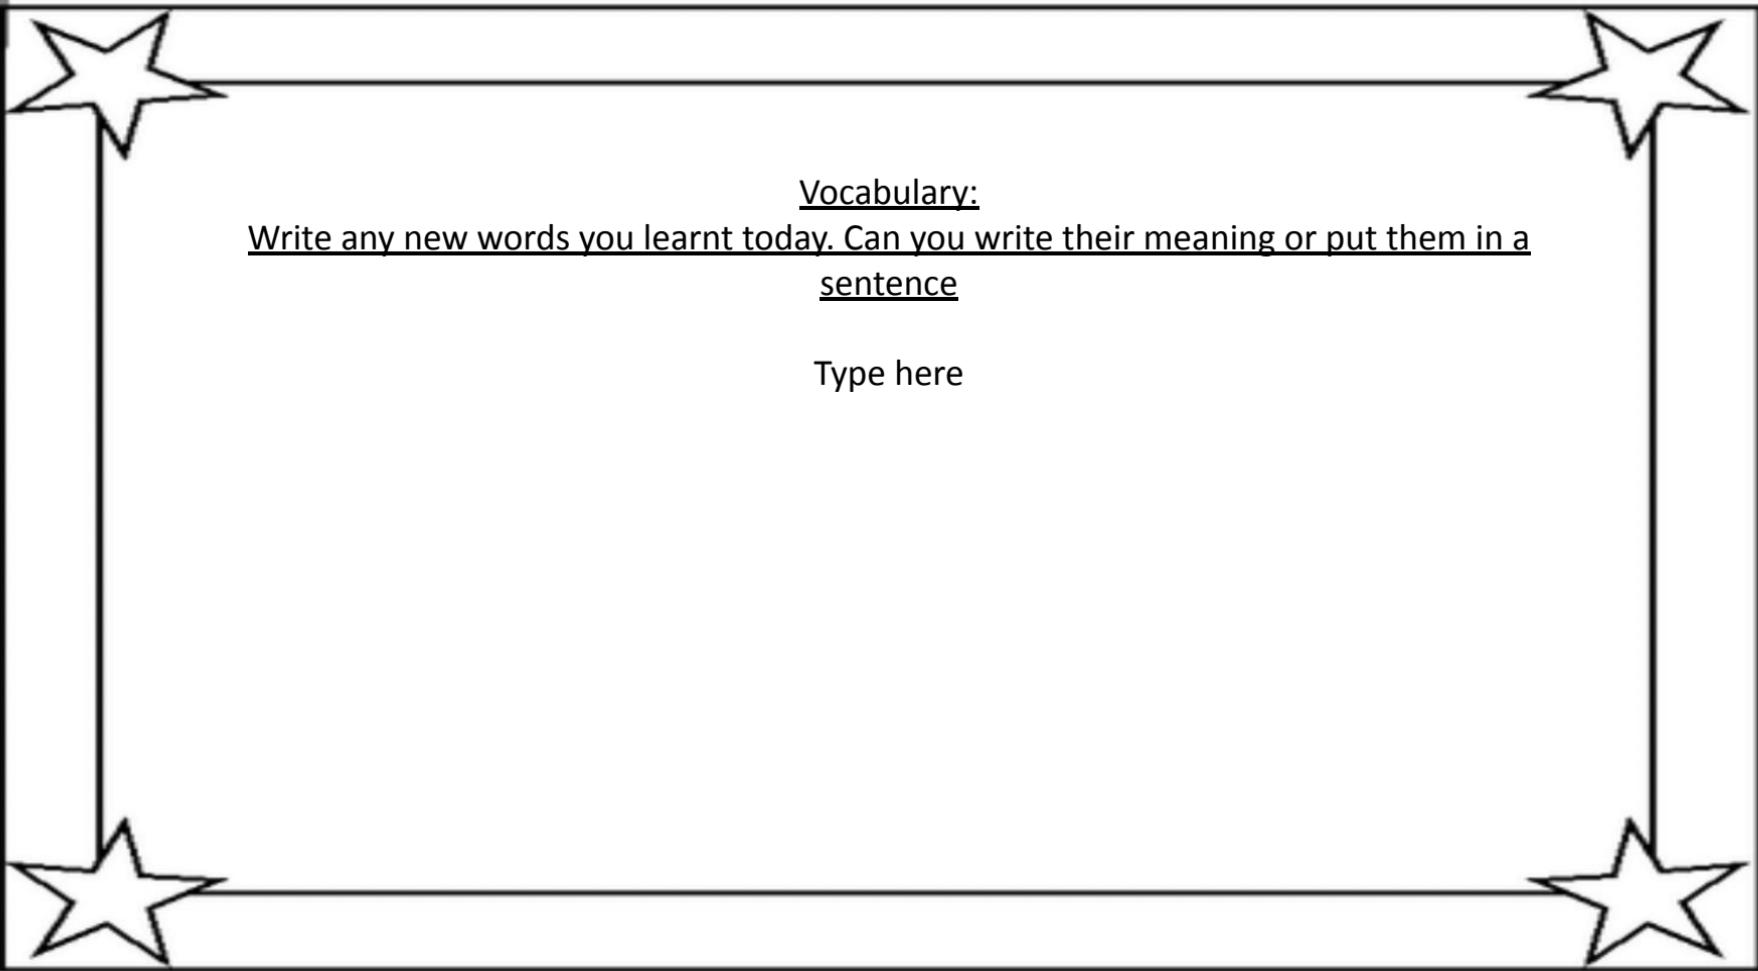 Vocabulary:
Write any new words you learnt today. Can you write their meaning or put them in a
sentence
Type here